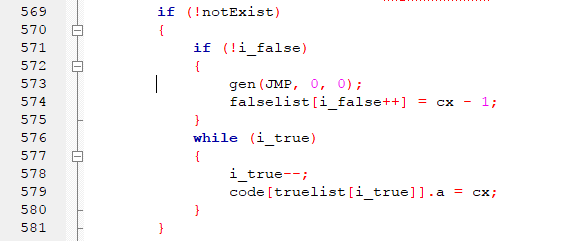 569 if (!notExist)
570 {
571 if (!i_false)
572 {
573 gen(JMP, 0, 0);
574 falselist[i_false++] = cx - 1;
575 }
576 while (i_true)
577 {
578 i_true--;
579 code[truelist[i_true]].a = cx;
580 }
581 }